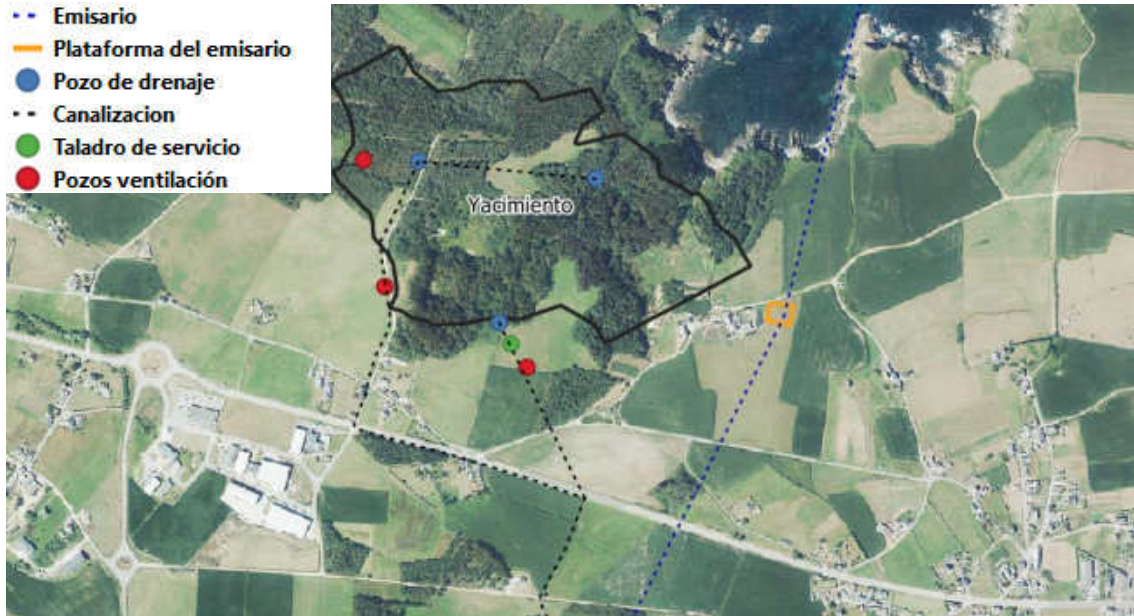 Emisario
Plataforma del emisario
Pozo de drenaje
Canalizacion
Taladro de servicio
Pozos ventilación
Yacimiento